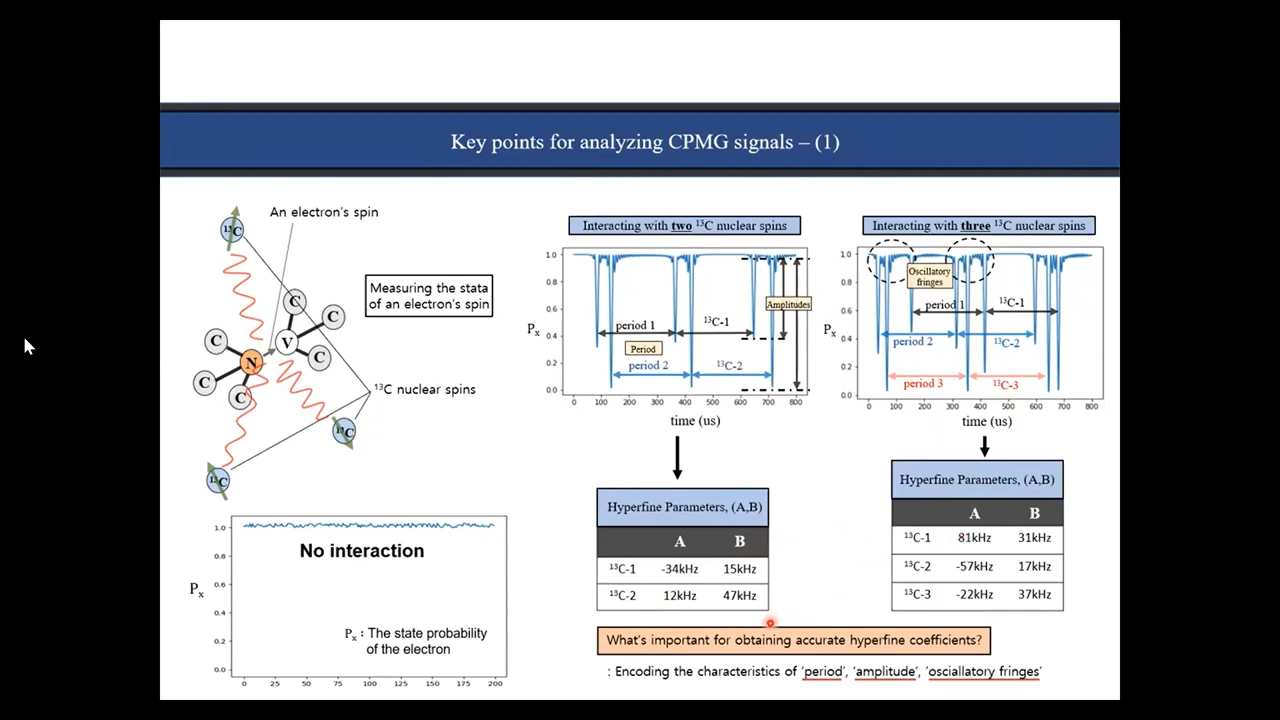 Key points for analyzing CPMG signals – (1)
An electron's spin
¹³C
Measuring the stata
of an electron's spin
C
C
C
V
C
N
C
C
¹³C nuclear spins
¹³C
¹³C
1.0
0.8
0.6
0.4
0.2
0.0
Pₓ
No interaction
Pₓ : The state probability
of the electron
0 25 50 75 100 125 150 175 200
Interacting with two ¹³C nuclear spins
1.0
0.8
0.6
0.4
0.2
0.0
Pₓ
Amplitudes
period 1
¹³C-1
Period
period 2
¹³C-2
0 100 200 300 400 500 600 700 800
time (us)
Hyperfine Parameters, (A,B)
A B
¹³C-1 -34kHz 15kHz
¹³C-2 12kHz 47kHz
Interacting with three ¹³C nuclear spins
1.0
0.8
0.6
0.4
0.2
0.0
Pₓ
Oscillatory
fringes
period 1
¹³C-1
period 2
¹³C-2
period 3
¹³C-3
0 100 200 300 400 500 600 700 800
time (us)
Hyperfine Parameters, (A,B)
A B
¹³C-1 81kHz 31kHz
¹³C-2 -57kHz 17kHz
¹³C-3 -22kHz 37kHz
What's important for obtaining accurate hyperfine coefficients?
: Encoding the characteristics of 'period', 'amplitude', 'osciallatory fringes'